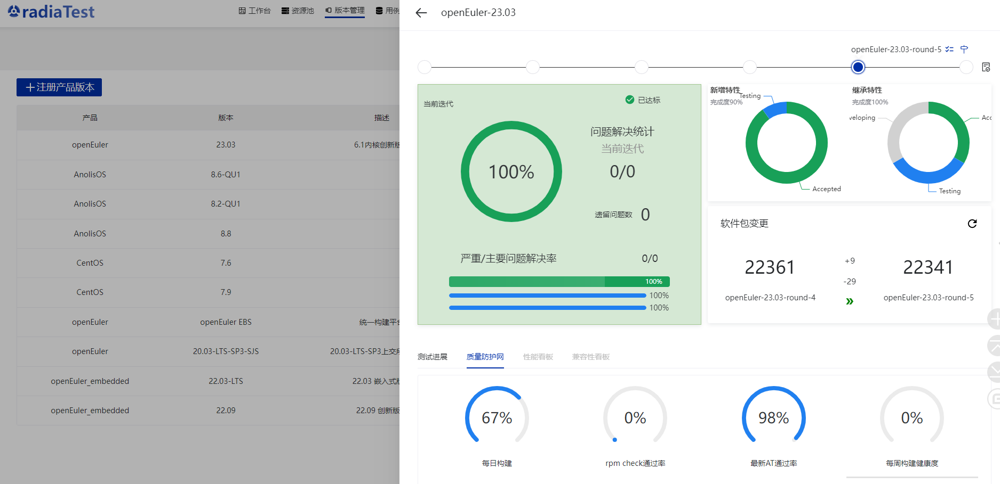 radiaTest
工作台
资源池
版本管理
用例
注册产品版本
产品 版本 描述
openEuler 23.03 6.1内核创新版
AnolisOS 8.6-QU1
AnolisOS 8.2-QU1
AnolisOS 8.8
CentOS 7.6
CentOS 7.9
openEuler openEuler EBS 统一构建平台
openEuler 20.03-LTS-SP3-SJS 20.03-LTS-SP3上交所
openEuler_embedded 22.03-LTS 22.03 嵌入式版
openEuler_embedded 22.09 22.09 创新版
openEuler-23.03
openEuler-23.03-round-5
当前迭代
已达标
100%
问题解决统计
当前迭代
0/0
遗留问题数 0
严重/主要问题解决率 0/0
100%
100%
100%
新增特性
完成度90%
Testing
Accepted
继承特性
完成度100%
veloping
Acc
Testing
软件包变更
22361
openEuler-23.03-round-4
+9
-29
22341
openEuler-23.03-round-5
测试进展 质量防护网 性能看板 兼容性看板
67%
每日构建
0%
rpm check通过率
98%
最新AT通过率
0%
每周构建健康度